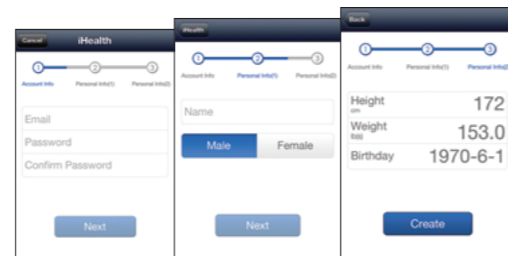 Cancel iHealth
1 2 3
Account Info Personal Info(1) Personal Info(2)
Email
Password
Confirm Password
Next
iHealth
1 2 3
Account Info Personal Info(1) Personal Info(2)
Name
Male Female
Next
Back
1 2 3
Account Info Personal Info(1) Personal Info(2
Height 172
cm
Weight 153.0
lb(s)
Birthday 1970-6-1
Create